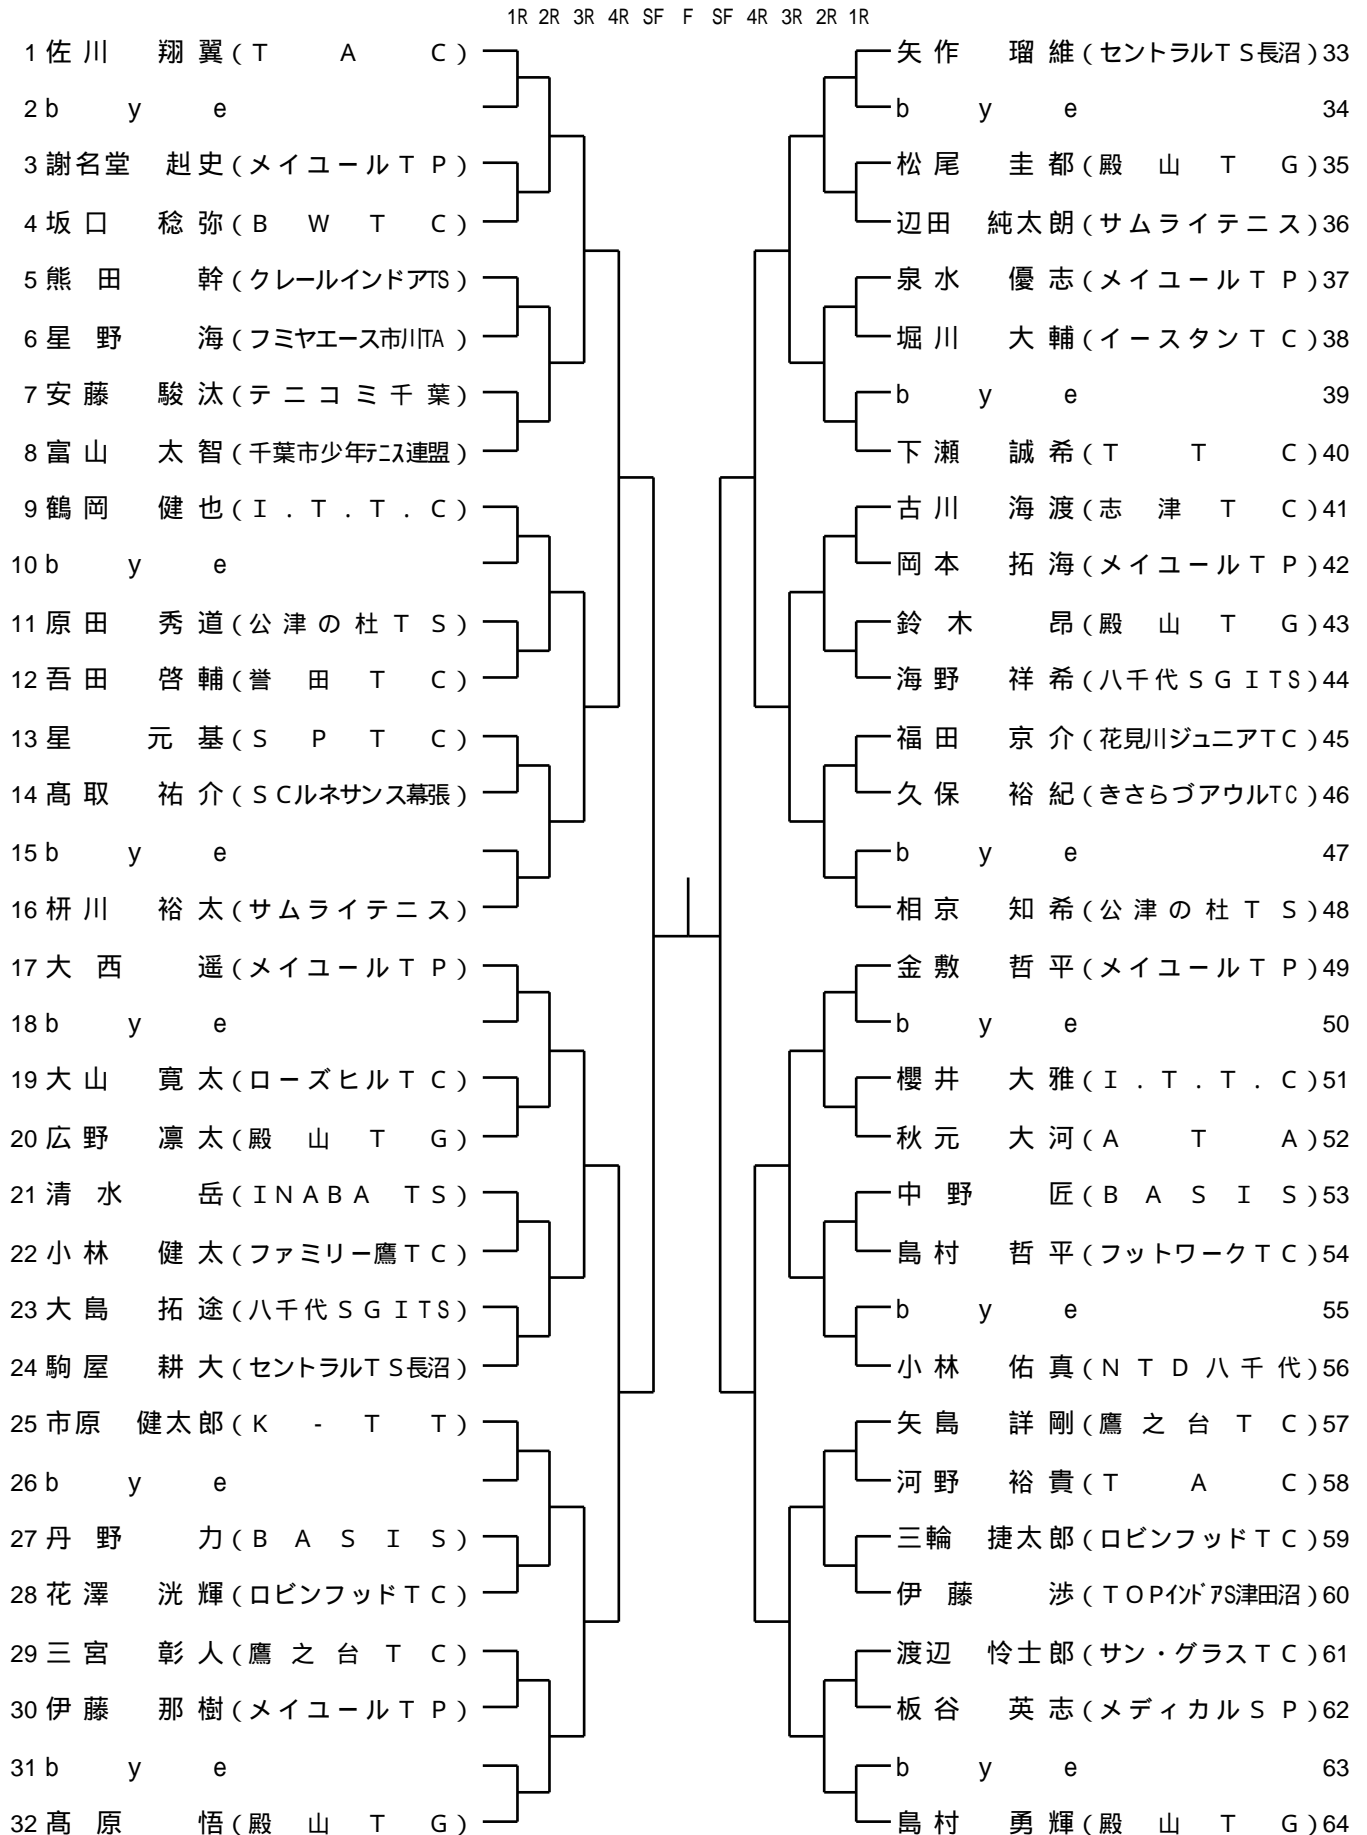 1R 2R 3R 4R SF F SF 4R 3R 2R 1R
1 佐川 翔翼 (TAC)
2 bye
3 謝名堂 赳史 (メイユールTP)
4 坂口 稔弥 (BWTC)
5 熊田 幹 (クレールインドアTS)
6 星野 海 (フミヤエース市川TA)
7 安藤 駿汰 (テニコミ千葉)
8 富山 太智 (千葉市少年テニス連盟)
9 鶴岡 健也 (I.T.T.C)
10 bye
11 原田 秀道 (公津の杜TS)
12 吾田 啓輔 (誉田TC)
13 星 元基 (SPTC)
14 髙取 祐介 (SCルネサンス幕張)
15 bye
16 枡川 裕太 (サムライテニス)
17 大西 遥 (メイユールTP)
18 bye
19 大山 寛太 (ローズヒルTC)
20 広野 凛太 (殿山TG)
21 清水 岳 (INABA TS)
22 小林 健太 (ファミリー鷹TC)
23 大島 拓途 (八千代SGITS)
24 駒屋 耕大 (セントラルTS長沼)
25 市原 健太郎 (K-TT)
26 bye
27 丹野 力 (BASIS)
28 花澤 洸輝 (ロビンフッドTC)
29 三宮 彰人 (鷹之台TC)
30 伊藤 那樹 (メイユールTP)
31 bye
32 髙原 悟 (殿山TG)
矢作 瑠維 (セントラルTS長沼) 33
bye 34
松尾 圭都 (殿山TG) 35
辺田 純太朗 (サムライテニス) 36
泉水 優志 (メイユールTP) 37
堀川 大輔 (イースタンTC) 38
bye 39
下瀬 誠希 (TTC) 40
古川 海渡 (志津TC) 41
岡本 拓海 (メイユールTP) 42
鈴木 昂 (殿山TG) 43
海野 祥希 (八千代SGITS) 44
福田 京介 (花見川ジュニアTC) 45
久保 裕紀 (きさらづアウルTC) 46
bye 47
相京 知希 (公津の杜TS) 48
金敷 哲平 (メイユールTP) 49
bye 50
櫻井 大雅 (I.T.T.C) 51
秋元 大河 (ATA) 52
中野 匠 (BASIS) 53
島村 哲平 (フットワークTC) 54
bye 55
小林 佑真 (NTD八千代) 56
矢島 詳剛 (鷹之台TC) 57
河野 裕貴 (TAC) 58
三輪 捷太郎 (ロビンフッドTC) 59
伊藤 渉 (TOPインドアS津田沼) 60
渡辺 怜士郎 (サン・グラスTC) 61
板谷 英志 (メディカルSP) 62
bye 63
島村 勇輝 (殿山TG) 64